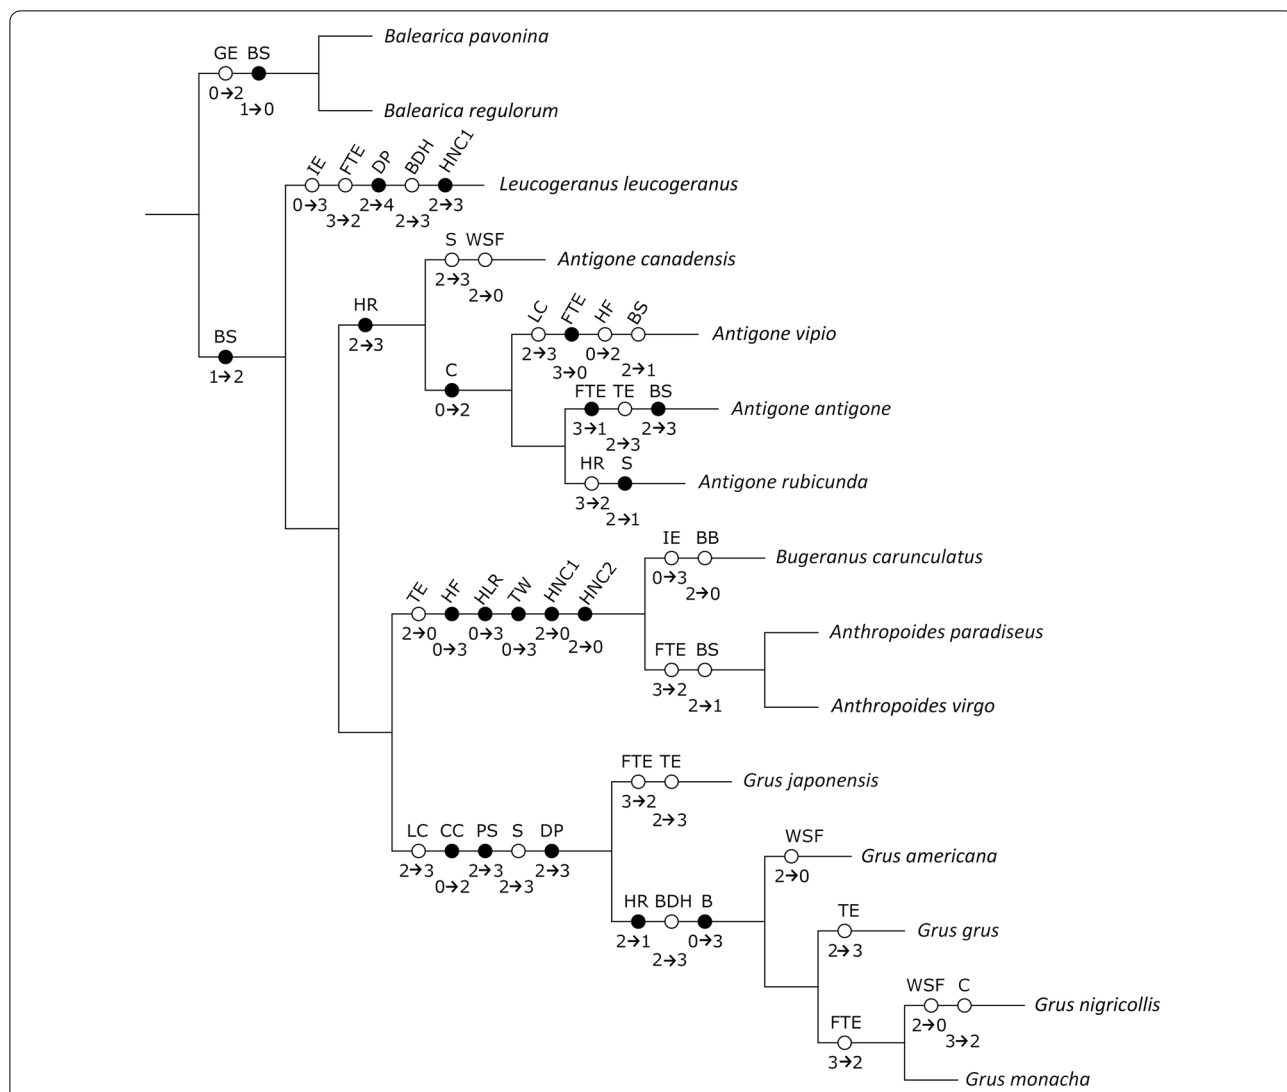 Balearica pavonina
GE BS
0→2
1→0
Balearica regulorum
IE FTE DP BDH HNC1
Leucogeranus leucogeranus
0→3 2→4 2→3
3→2 2→3
S WSF
Antigone canadensis
2→3
2→0
HR
2→3
LC FTE HF BS
Antigone vipio
2→3 0→2
3→0 2→1
BS
1→2
C
0→2
FTE TE BS
Antigone antigone
3→1 2→3
2→3
HR S
Antigone rubicunda
3→2
2→1
IE BB
Bugeranus carunculatus
0→3
2→0
TE HF HLR TW HNC1 HNC2
2→0 0→3 2→0
0→3 0→3 2→0
Anthropoides paradiseus
FTE BS
3→2
2→1
Anthropoides virgo
FTE TE
Grus japonensis
3→2
2→3
LC CC PS S DP
2→3 2→3 2→3
0→2 2→3
WSF
Grus americana
2→0
HR BDH B
2→1 0→3
2→3
TE
Grus grus
2→3
WSF C
Grus nigricollis
2→0
3→2
FTE
3→2
Grus monacha